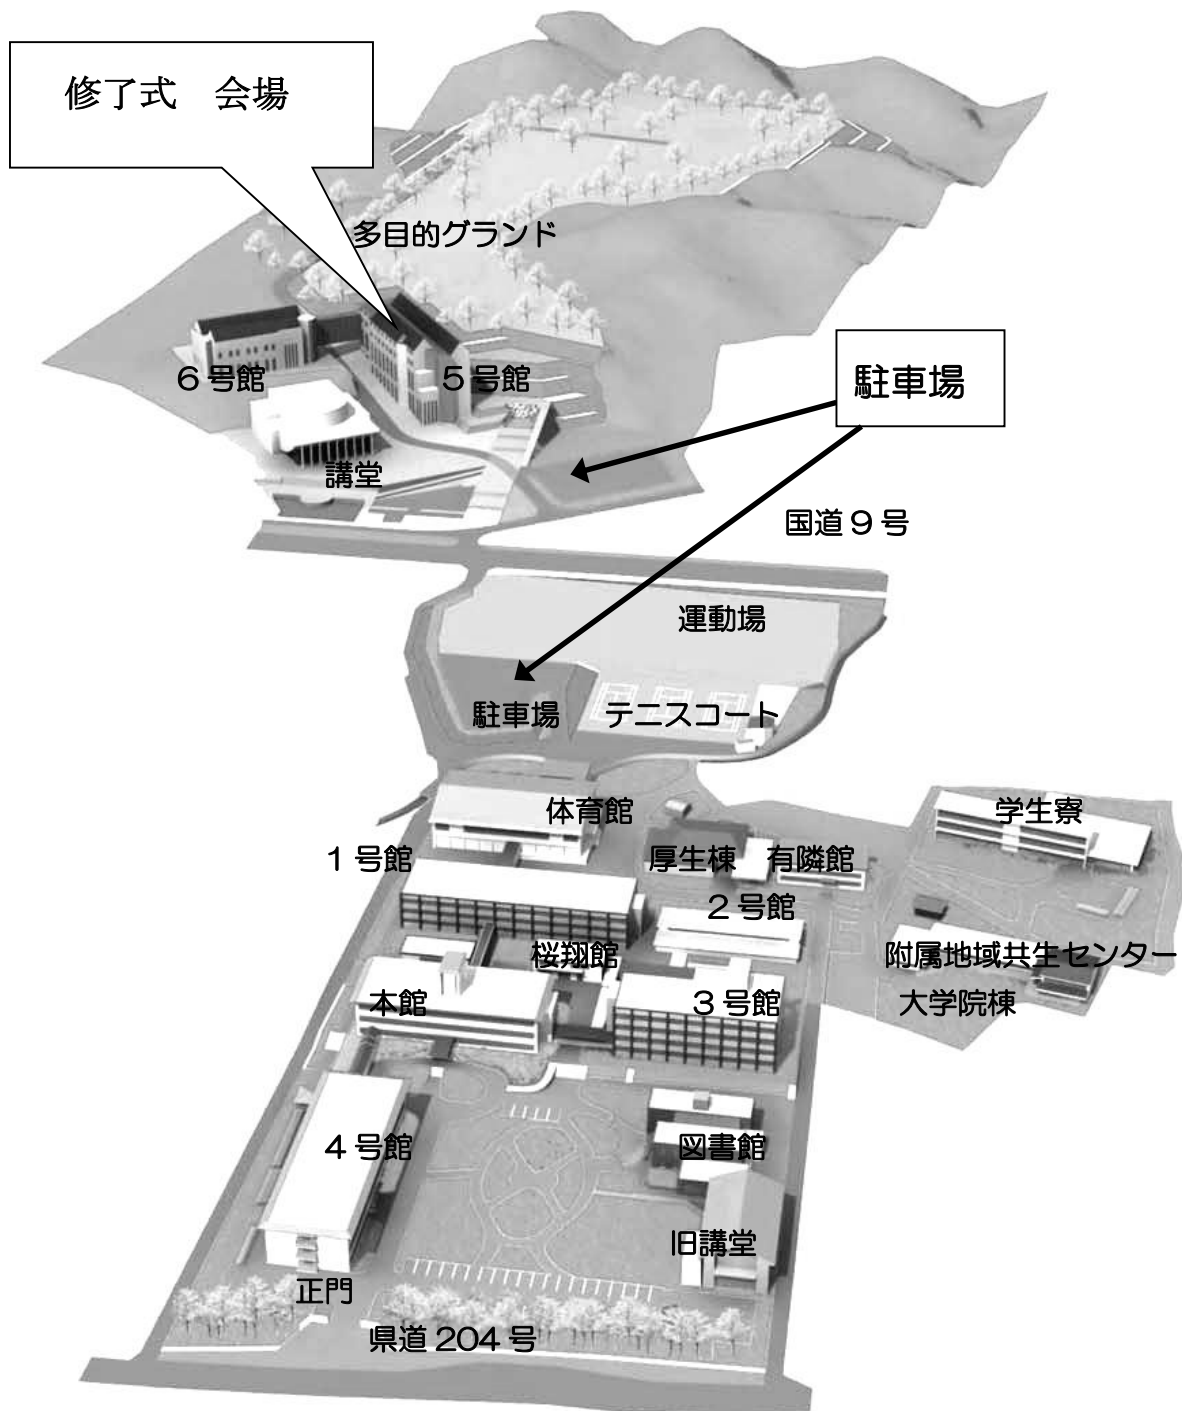 修了式　会場
多目的グランド
６号館
５号館
駐車場
講堂
国道９号
運動場
駐車場
テニスコート
体育館
学生寮
１号館
厚生棟
有隣館
２号館
桜翔館
附属地域共生センター
本館
３号館
大学院棟
４号館
図書館
旧講堂
正門
県道 204 号